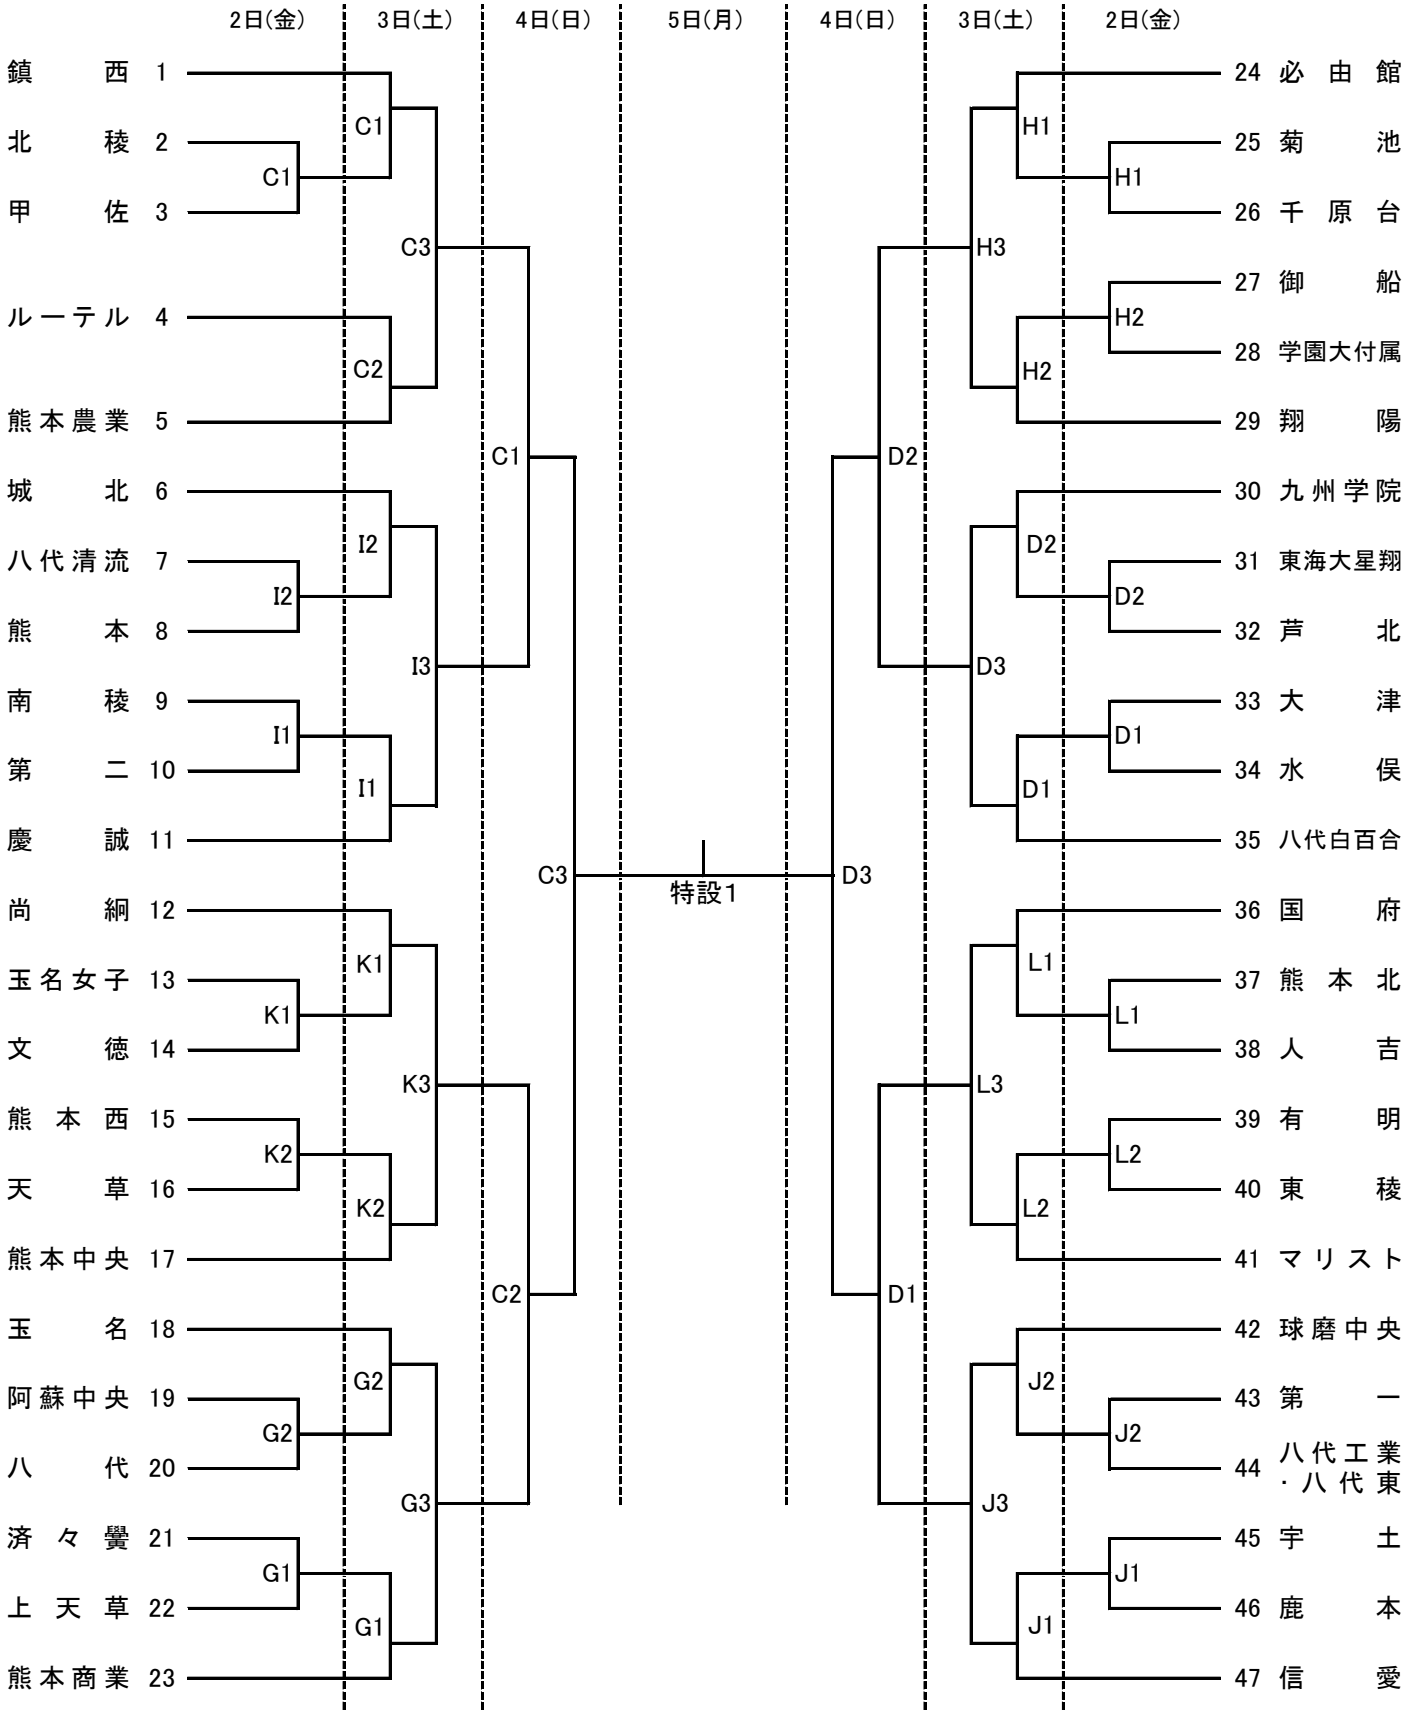 2日(金) 3日(土) 4日(日) 5日(月) 4日(日) 3日(土) 2日(金)
鎮西 1
C1
北稜 2
C1
甲佐 3
C3
ルーテル 4
C2
熊本農業 5
C1
城北 6
I2
八代清流 7
I2
熊本 8
I3
南稜 9
I1
第二 10
I1
慶誠 11
C3
尚絅 12
K1
玉名女子 13
K1
文徳 14
K3
熊本西 15
K2
天草 16
K2
熊本中央 17
C2
玉名 18
G2
阿蘇中央 19
G2
八代 20
G3
済々黌 21
G1
上天草 22
G1
熊本商業 23
特設1
24 必由館
H1
25 菊池
H1
26 千原台
H3
27 御船
H2
28 学園大付属
H2
29 翔陽
D2
30 九州学院
D2
31 東海大星翔
D2
32 芦北
D3
33 大津
D1
34 水俣
D1
35 八代白百合
D3
36 国府
L1
37 熊本北
L1
38 人吉
L3
39 有明
L2
40 東稜
L2
41 マリスト
D1
42 球磨中央
J2
43 第一
J2
44 八代工業
・八代東
J3
45 宇土
J1
46 鹿本
J1
47 信愛